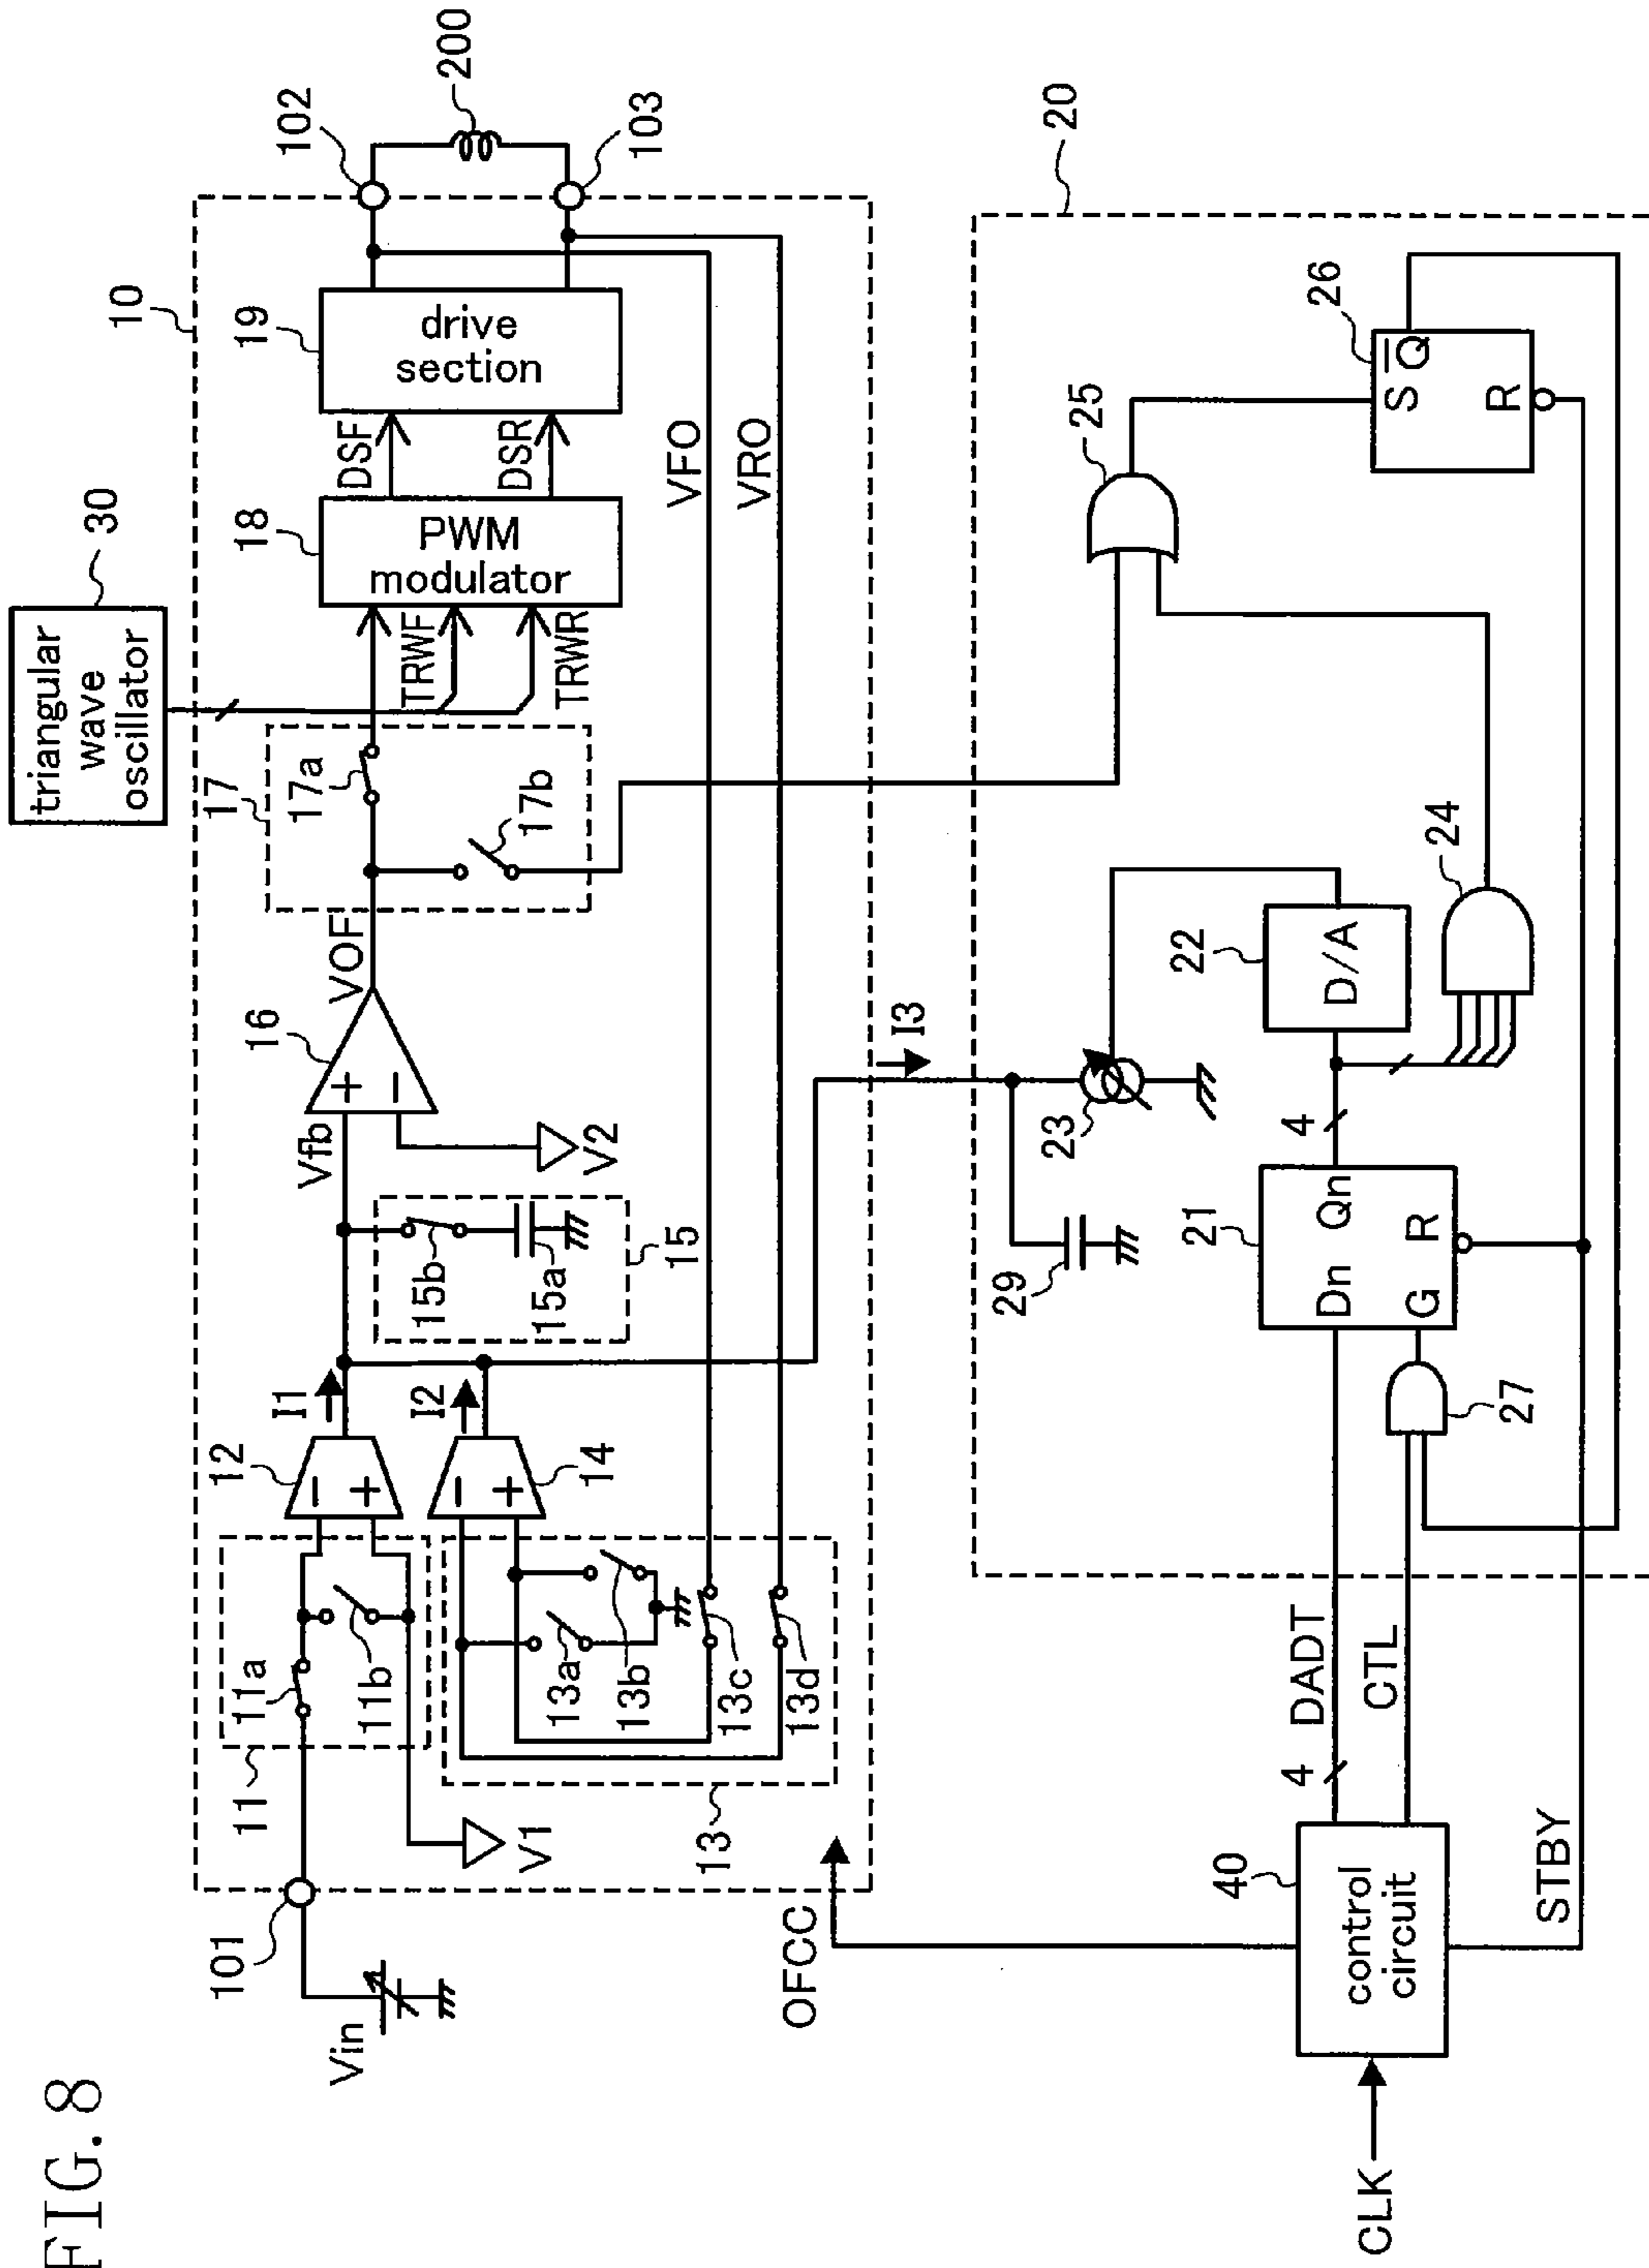 FIG. 8
triangular
wave
oscillator
30
10
102
200
103
17
17a
17b
18
PWM
modulator
19
drive
section
DSF
DSR
TRWF
TRWR
VOF
16
+
−
Vfb
V2
15
15b
15a
I1
I2
12
−
+
14
−
+
11
11a
11b
101
Vin
V1
13
13a
13b
13c
13d
VFO
VRO
I3
OFCC
20
25
26
S
Q
R
24
22
D/A
23
29
4
21
Dn
Qn
G
R
27
DADT
4
CTL
STBY
40
control
circuit
CLK